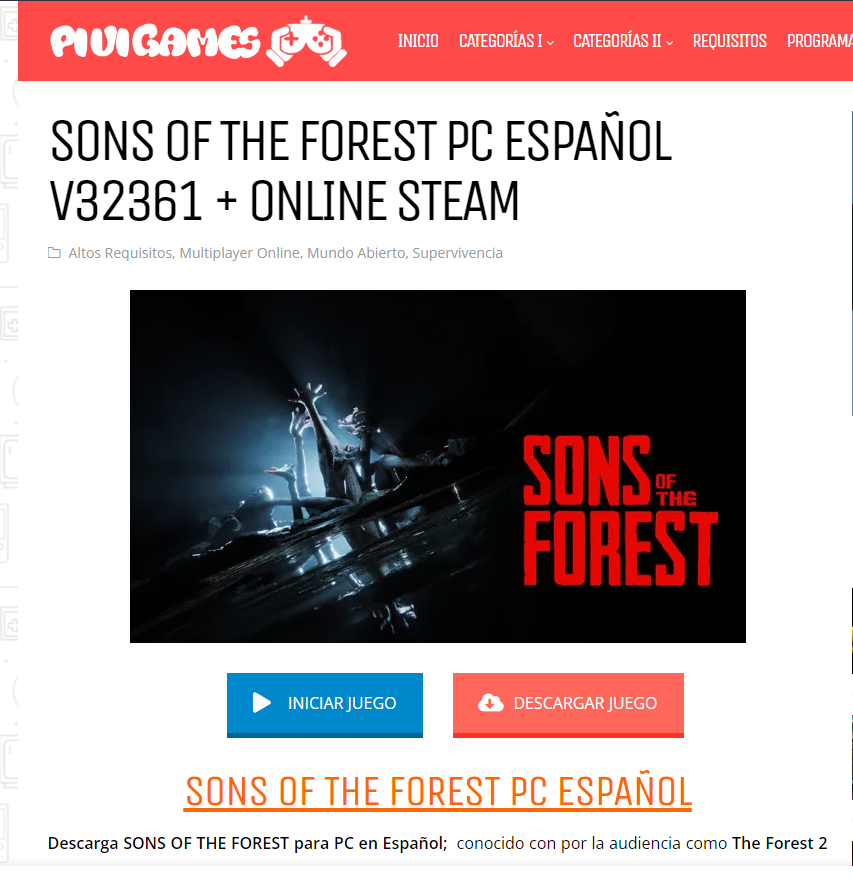 PIVIGAMES
INICIO CATEGORÍAS I CATEGORÍAS II REQUISITOS PROGRAMA
SONS OF THE FOREST PC ESPAÑOL
V32361 + ONLINE STEAM
Altos Requisitos, Multiplayer Online, Mundo Abierto, Supervivencia
SONS OF
THE
FOREST
INICIAR JUEGO DESCARGAR JUEGO
SONS OF THE FOREST PC ESPAÑOL
Descarga SONS OF THE FOREST para PC en Español; conocido con por la audiencia como The Forest 2